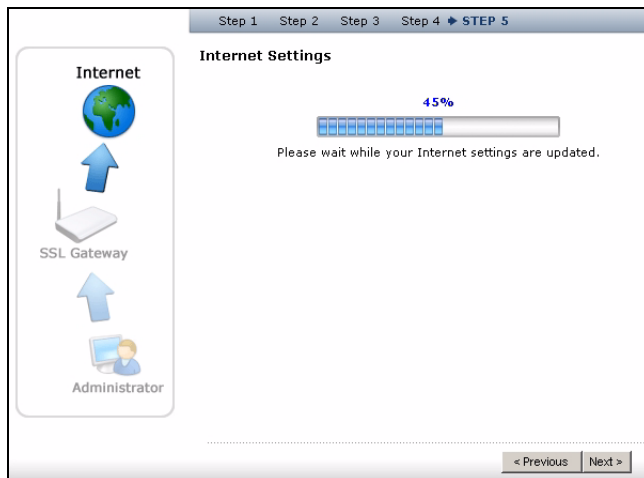 Step 1 Step 2 Step 3 Step 4 STEP 5
Internet Settings
Internet
45%
Please wait while your Internet settings are updated.
SSL Gateway
Administrator
< Previous Next >